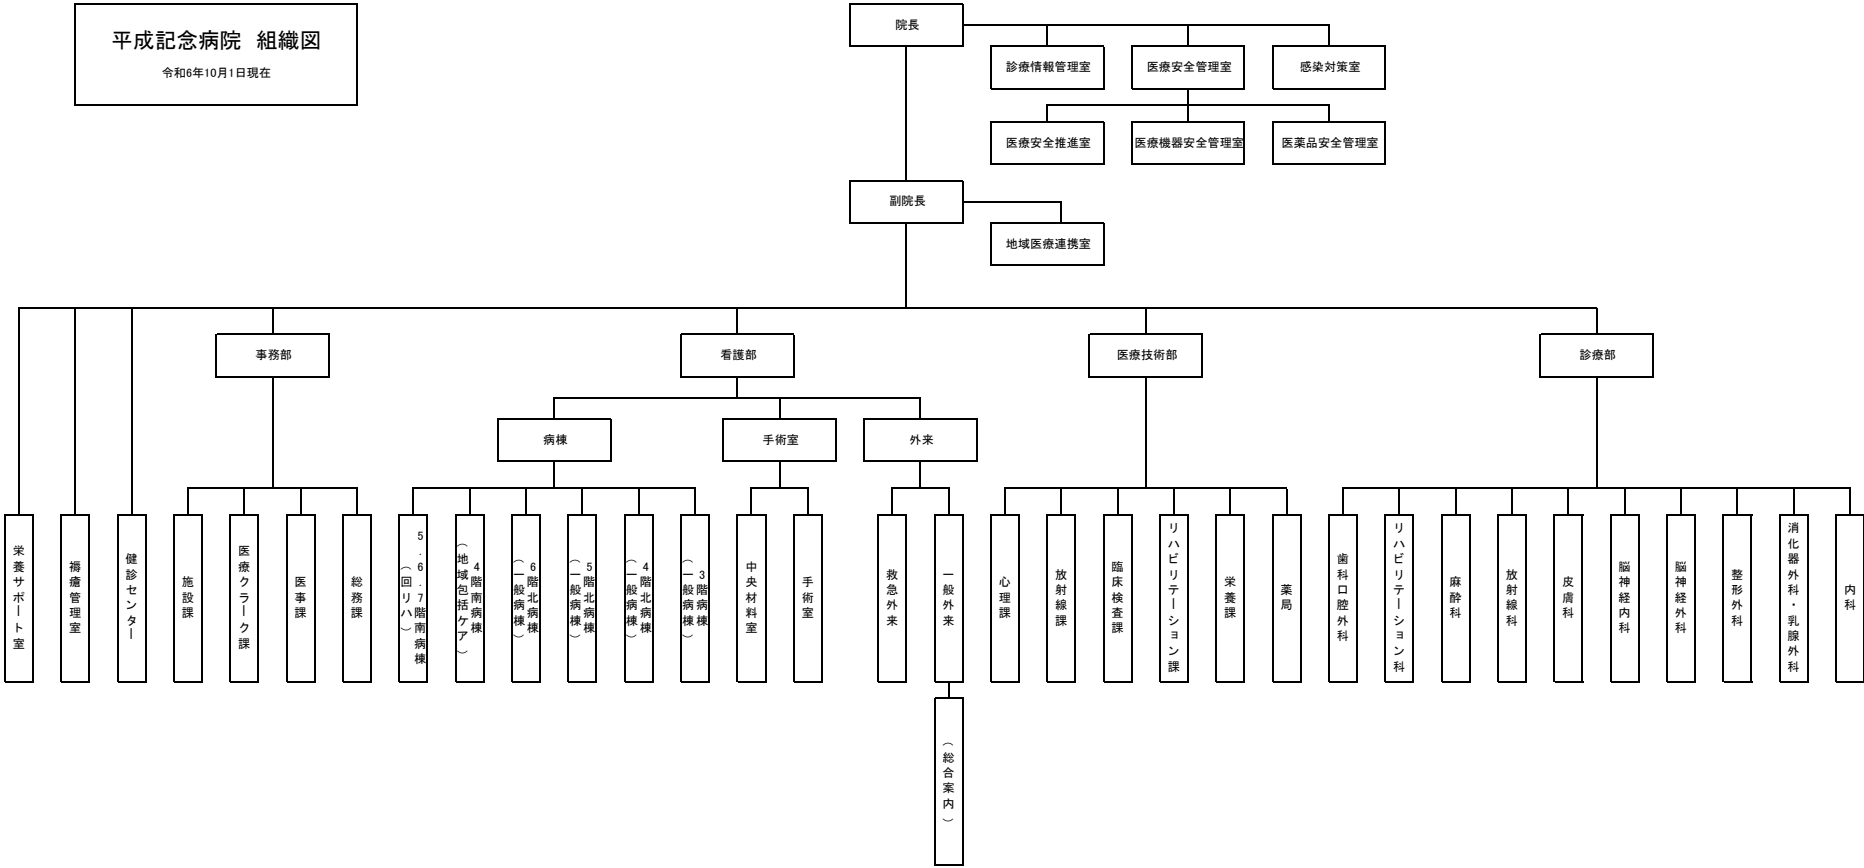 平成記念病院 組織図
令和6年10月1日現在
院長
診療情報管理室
医療安全管理室
感染対策室
医療安全推進室
医療機器安全管理室
医薬品安全管理室
副院長
地域医療連携室
事務部
看護部
医療技術部
診療部
病棟
手術室
外来
栄養サポート室
褥瘡管理室
健診センター
施設課
医療クラーク課
医事課
総務課
5.6.7階南病棟
（回リハ）
4階南病棟
（地域包括ケア）
6階北病棟
（一般病棟）
5階北病棟
（一般病棟）
4階北病棟
（一般病棟）
3階病棟
（一般病棟）
中央材料室
手術室
救急外来
一般外来
心理課
放射線課
臨床検査課
リハビリテーション課
栄養課
薬局
歯科口腔外科
リハビリテーション科
麻酔科
放射線科
皮膚科
脳神経内科
脳神経外科
整形外科
消化器外科・乳腺外科
内科
（総合案内）